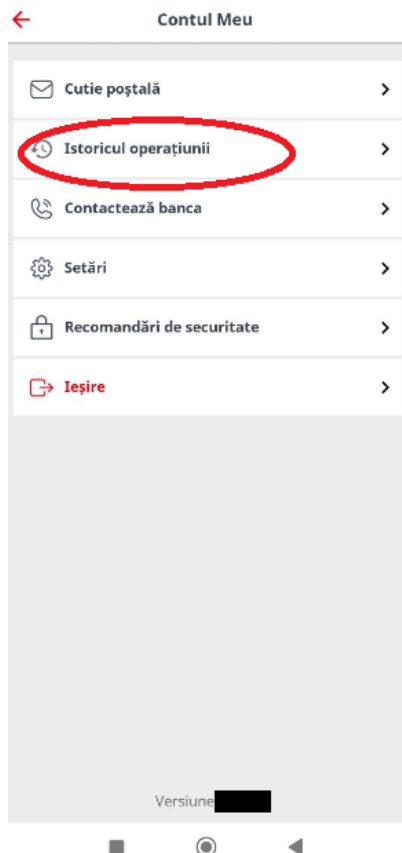 Contul Meu
Cutie poștală
Istoricul operațiunii
Contactează banca
Setări
Recomandări de securitate
Ieșire
Versiune